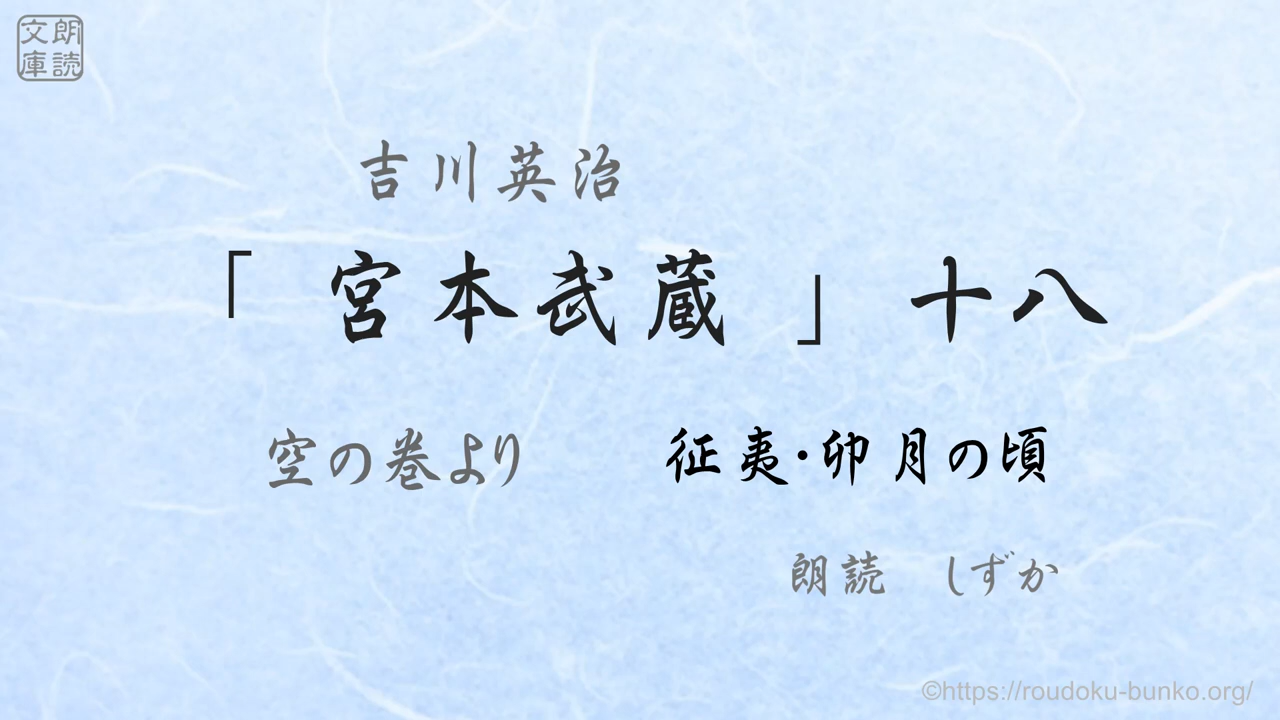 朗読文庫
吉川英治
「宮本武蔵」十八
空の巻より　征夷・卯月の頃
朗読　しずか
©https://roudoku-bunko.org/